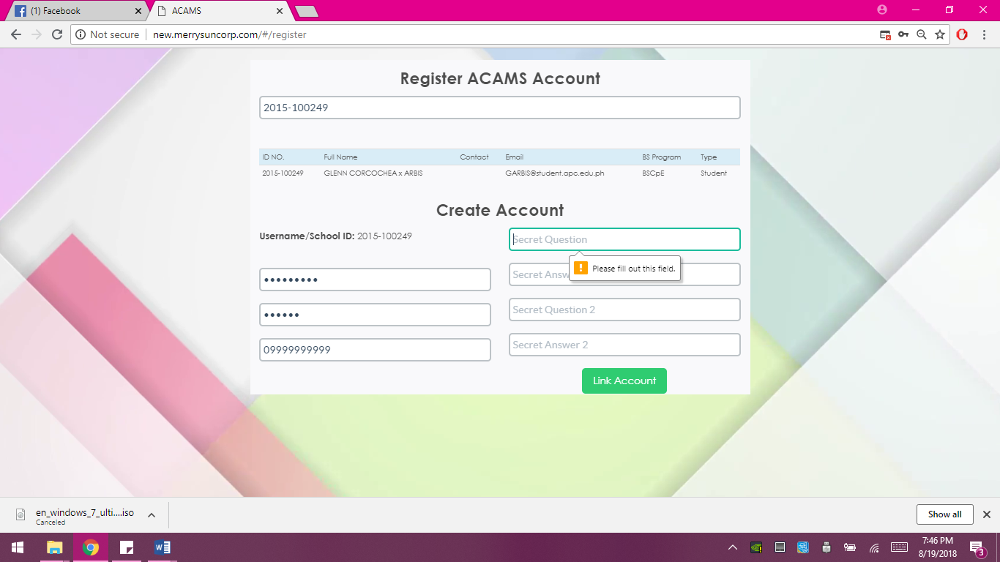 (1) Facebook
ACAMS
Not secure
new.merrysuncorp.com/#/register
Register ACAMS Account
2015-100249
ID NO. Full Name Contact Email BS Program Type
2015-100249 GLENN CORCOCHEA x ARBIS GARBIS@student.apc.edu.ph BSCpE Student
Create Account
Username/School ID: 2015-100249
•••••••••
••••••
09999999999
Secret Question
Please fill out this field.
Secret Answ
Secret Question 2
Secret Answer 2
Link Account
en_windows_7_ulti....iso
Canceled
Show all
7:46 PM
8/19/2018
3